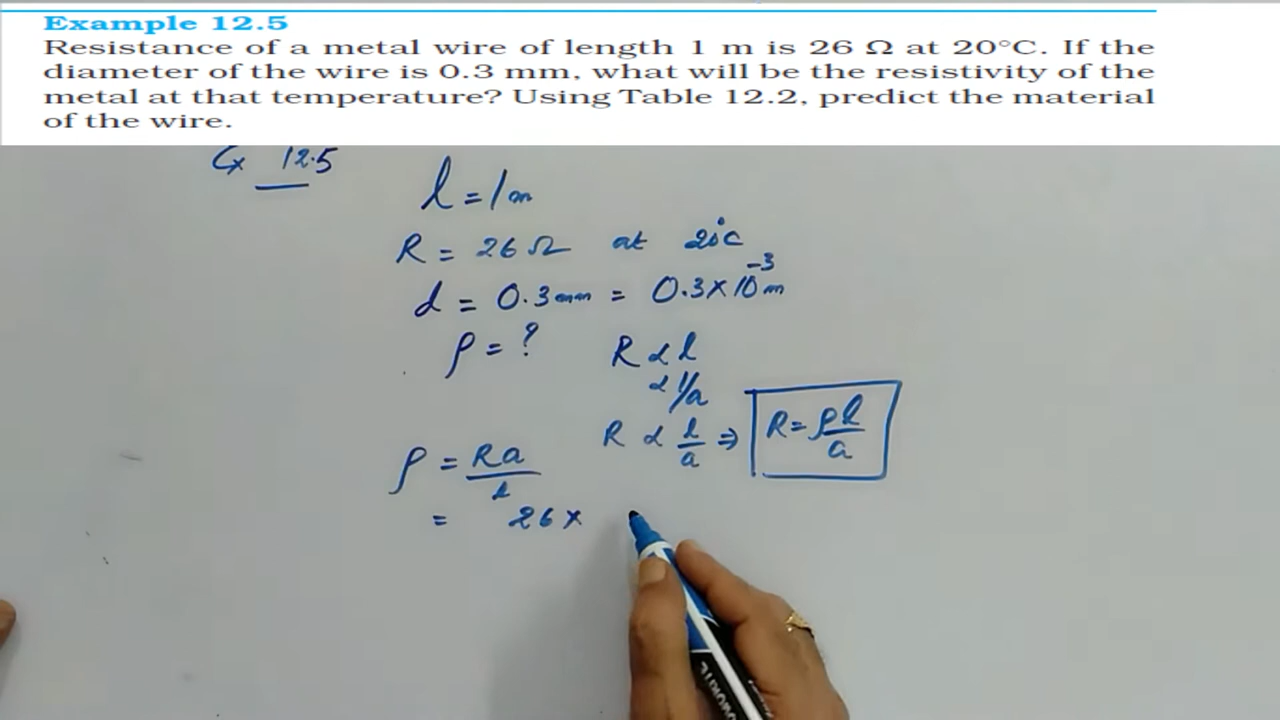 Example 12.5
Resistance of a metal wire of length 1 m is 26 Ω at 20°C. If the
diameter of the wire is 0.3 mm, what will be the resistivity of the
metal at that temperature? Using Table 12.2, predict the material
of the wire.
Ex 12.5
l = 1m
R = 26 Ω at 20°C
d = 0.3mm = 0.3×10⁻³m
ρ = ?
R ∝ l
∝ 1/a
R ∝ l/a ⇒ R = ρl/a
ρ = Ra/l
= 26 ×